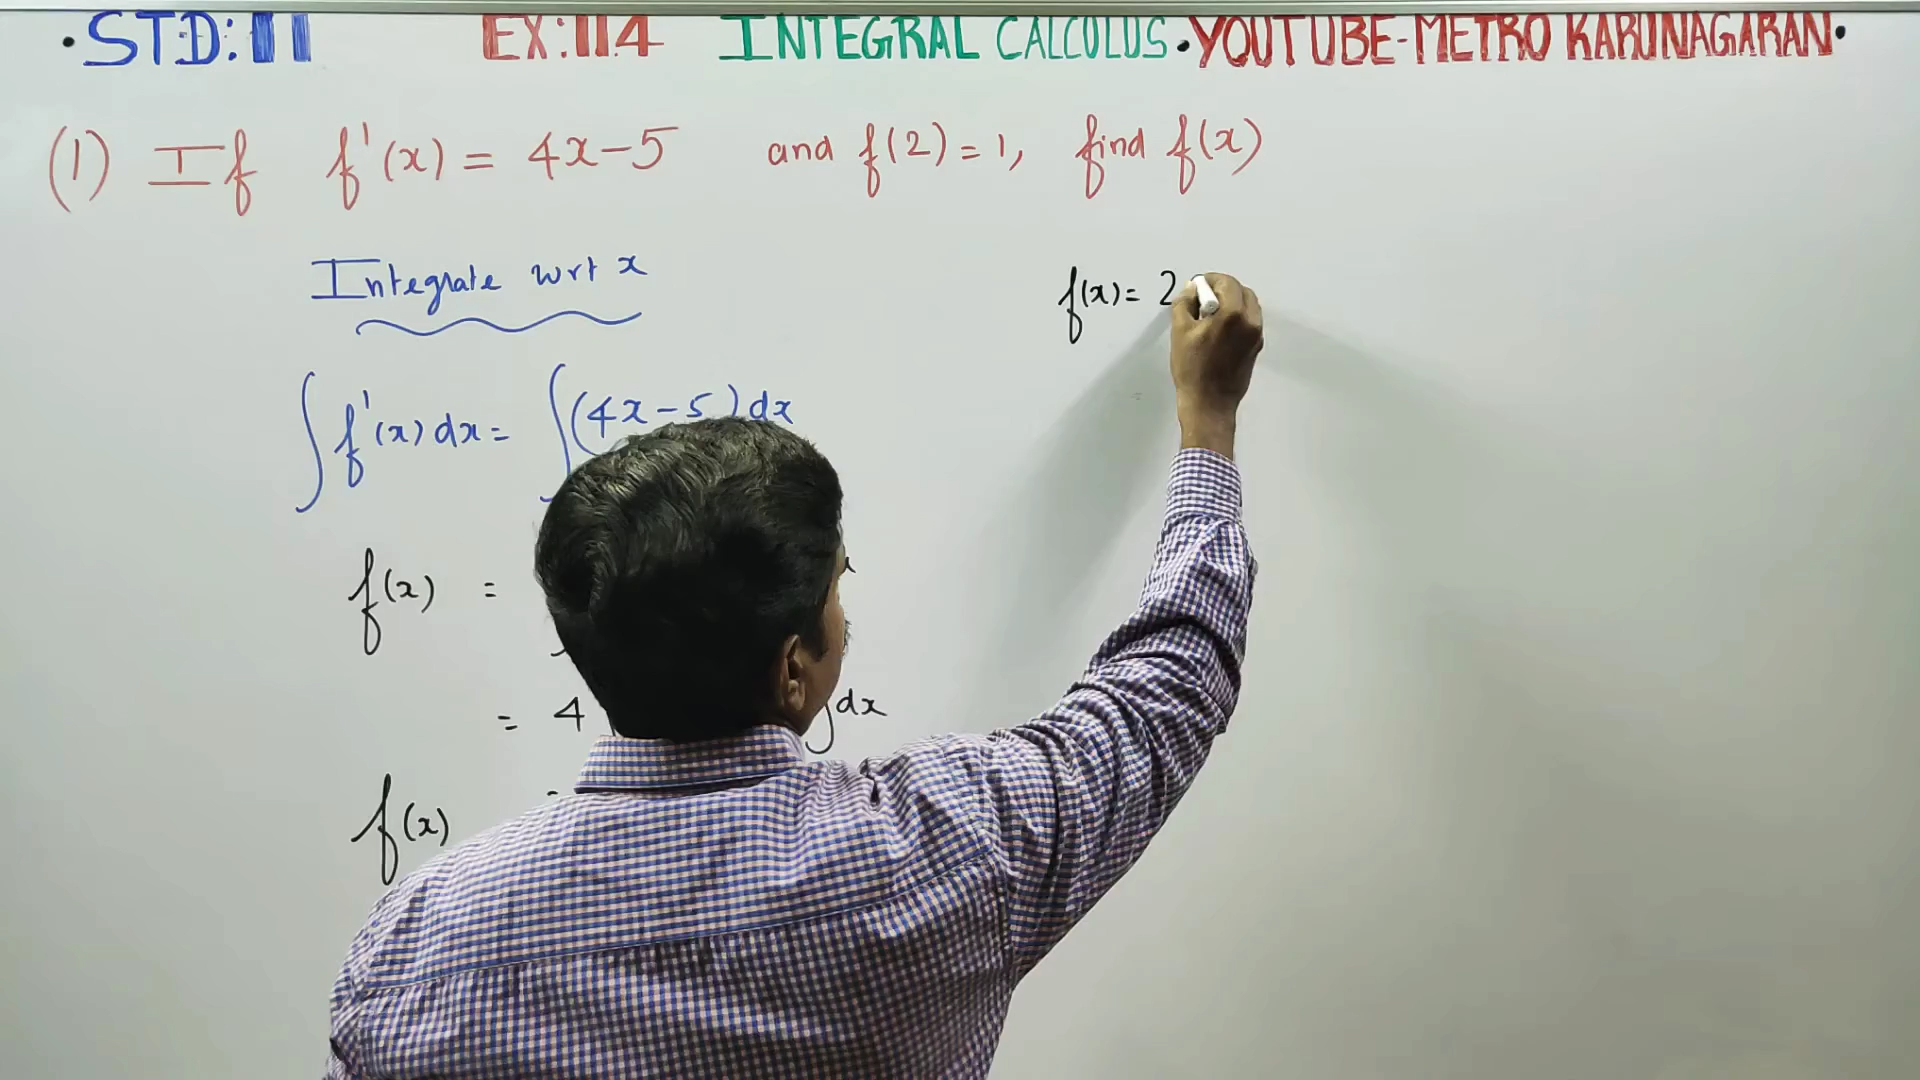 • STD: 11 EX: 11.4 INTEGRAL CALCULUS • YOUTUBE-METRO KARUNAGARAN •
(1) If f'(x) = 4x-5 and f(2) = 1, find f(x)
Integrate wrt x
∫ f'(x) dx = ∫ (4x-5) dx
f(x) =
= 4 ∫ dx
f(x)
f(x) = 2